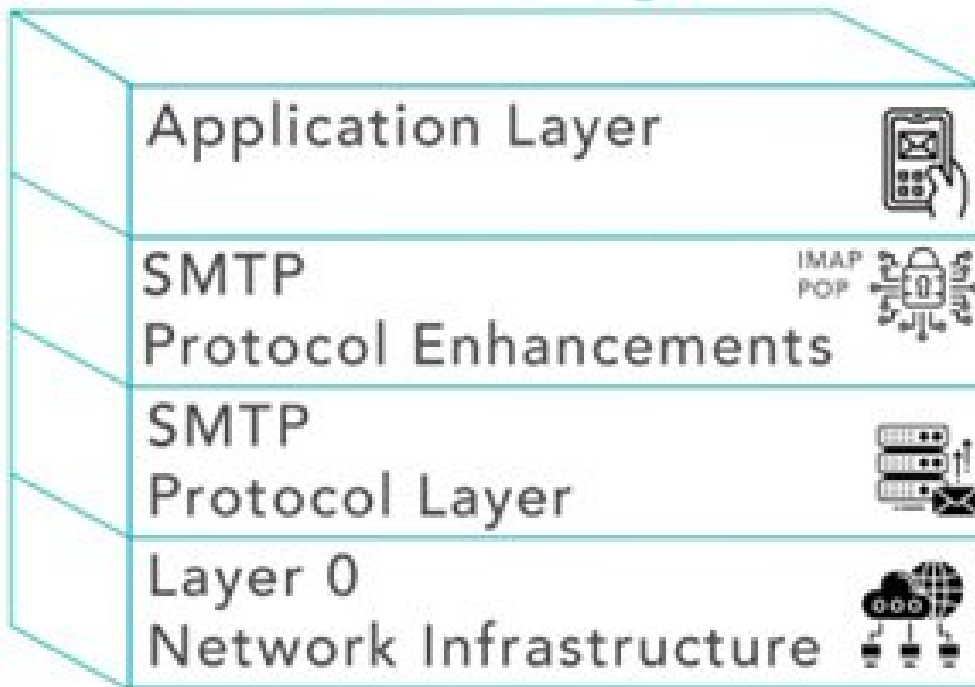 Application Layer
SMTP
IMAP
POP
Protocol Enhancements
SMTP
Protocol Layer
Layer 0
Network Infrastructure